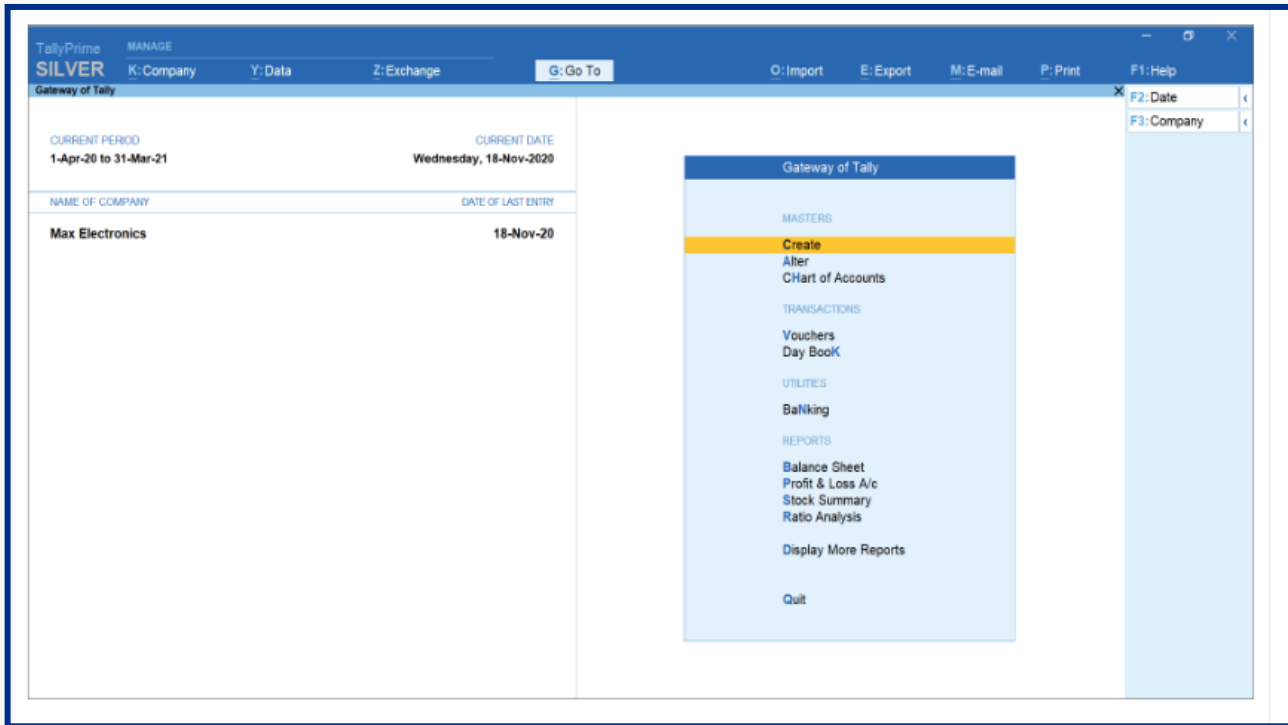 TallyPrime MANAGE
SILVER K:Company Y:Data Z:Exchange G:Go To O:Import E:Export M:E-mail P:Print F1:Help
Gateway of Tally
F2:Date
F3:Company
CURRENT PERIOD CURRENT DATE
1-Apr-20 to 31-Mar-21 Wednesday, 18-Nov-2020
NAME OF COMPANY DATE OF LAST ENTRY
Max Electronics 18-Nov-20
Gateway of Tally
MASTERS
Create
Alter
CHart of Accounts
TRANSACTIONS
Vouchers
Day BooK
UTILITIES
BaNking
REPORTS
Balance Sheet
Profit & Loss A/c
Stock Summary
Ratio Analysis
Display More Reports
Quit